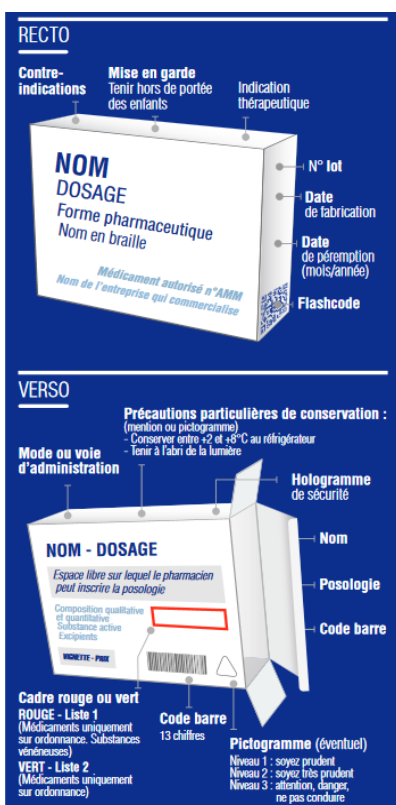 RECTO
Contre-
indications
Mise en garde
Tenir hors de portée
des enfants
Indication
thérapeutique
NOM
DOSAGE
Forme pharmaceutique
Nom en braille
Médicament autorisé n°AMM
Nom de l'entreprise qui commercialise
N° lot
Date
de fabrication
Date
de péremption
(mois/année)
Flashcode
VERSO
Précautions particulières de conservation :
(mention ou pictogramme)
- Conserver entre +2 et +8°C au réfrigérateur
- Tenir à l'abri de la lumière
Mode ou voie
d'administration
Hologramme
de sécurité
NOM - DOSAGE
Espace libre sur lequel le pharmacien
peut inscrire la posologie
Composition qualitative
et quantitative
Substance active
Excipients
VIGNETTE - PRIX
Nom
Posologie
Code barre
Cadre rouge ou vert
ROUGE - Liste 1
(Médicaments uniquement
sur ordonnance. Substances
vénéneuses)
VERT - Liste 2
(Médicaments uniquement
sur ordonnance)
Code barre
13 chiffres
Pictogramme (éventuel)
Niveau 1 : soyez prudent
Niveau 2 : soyez très prudent
Niveau 3 : attention, danger,
ne pas conduire